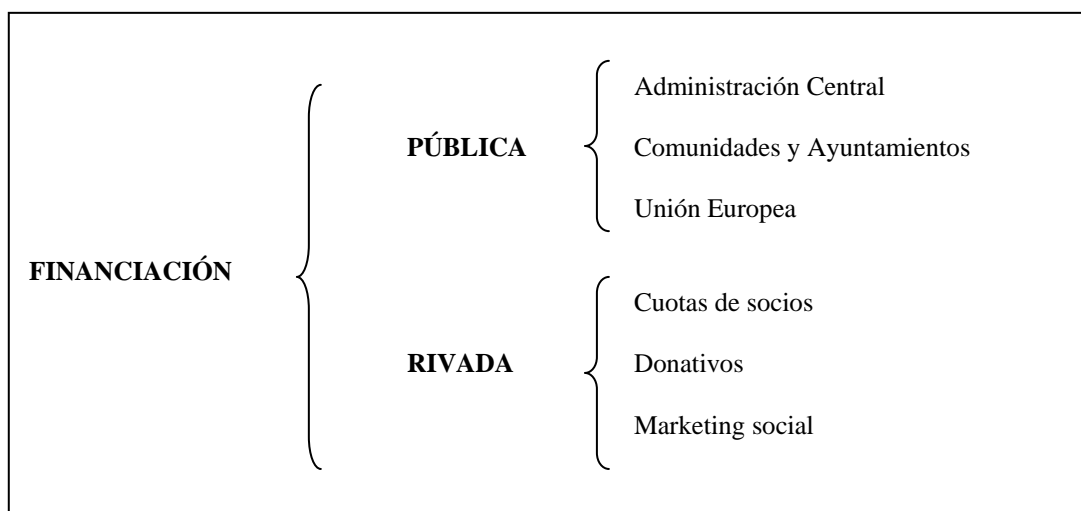 FINANCIACIÓN
PÚBLICA
Administración Central
Comunidades y Ayuntamientos
Unión Europea
RIVADA
Cuotas de socios
Donativos
Marketing social